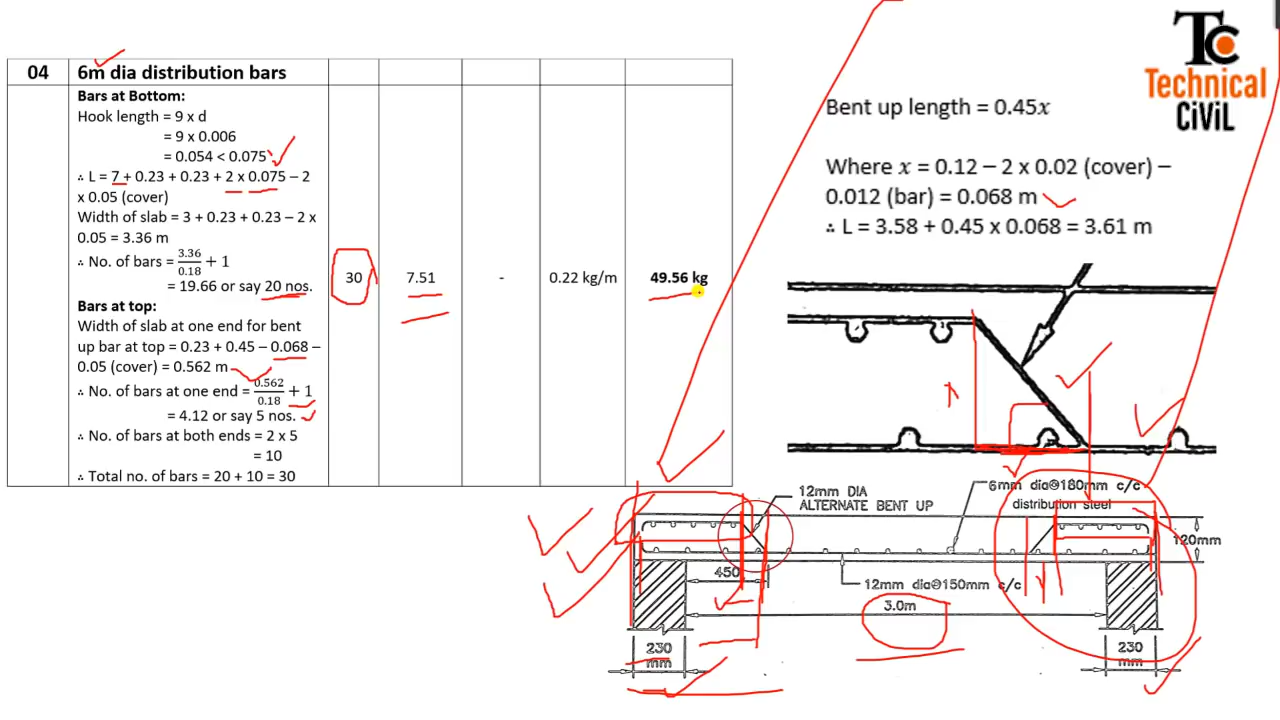 04
6m dia distribution bars
Bars at Bottom:
Hook length = 9 x d
= 9 x 0.006
= 0.054 < 0.075
∴ L = 7 + 0.23 + 0.23 + 2 x 0.075 – 2
x 0.05 (cover)
Width of slab = 3 + 0.23 + 0.23 – 2 x
0.05 = 3.36 m
∴ No. of bars = 3.36/0.18 + 1
= 19.66 or say 20 nos.
Bars at top:
Width of slab at one end for bent
up bar at top = 0.23 + 0.45 – 0.068 –
0.05 (cover) = 0.562 m
∴ No. of bars at one end = 0.562/0.18 + 1
= 4.12 or say 5 nos.
∴ No. of bars at both ends = 2 x 5
= 10
∴ Total no. of bars = 20 + 10 = 30
30
7.51
-
0.22 kg/m
49.56 kg
Tc
Technical
CiViL
Bent up length = 0.45x
Where x = 0.12 – 2 x 0.02 (cover) –
0.012 (bar) = 0.068 m
∴ L = 3.58 + 0.45 x 0.068 = 3.61 m
12mm DIA
ALTERNATE BENT UP
6mm dia@180mm c/c
distribution steel
120mm
450
12mm dia@150mm c/c
3.0m
230
mm
230
mm